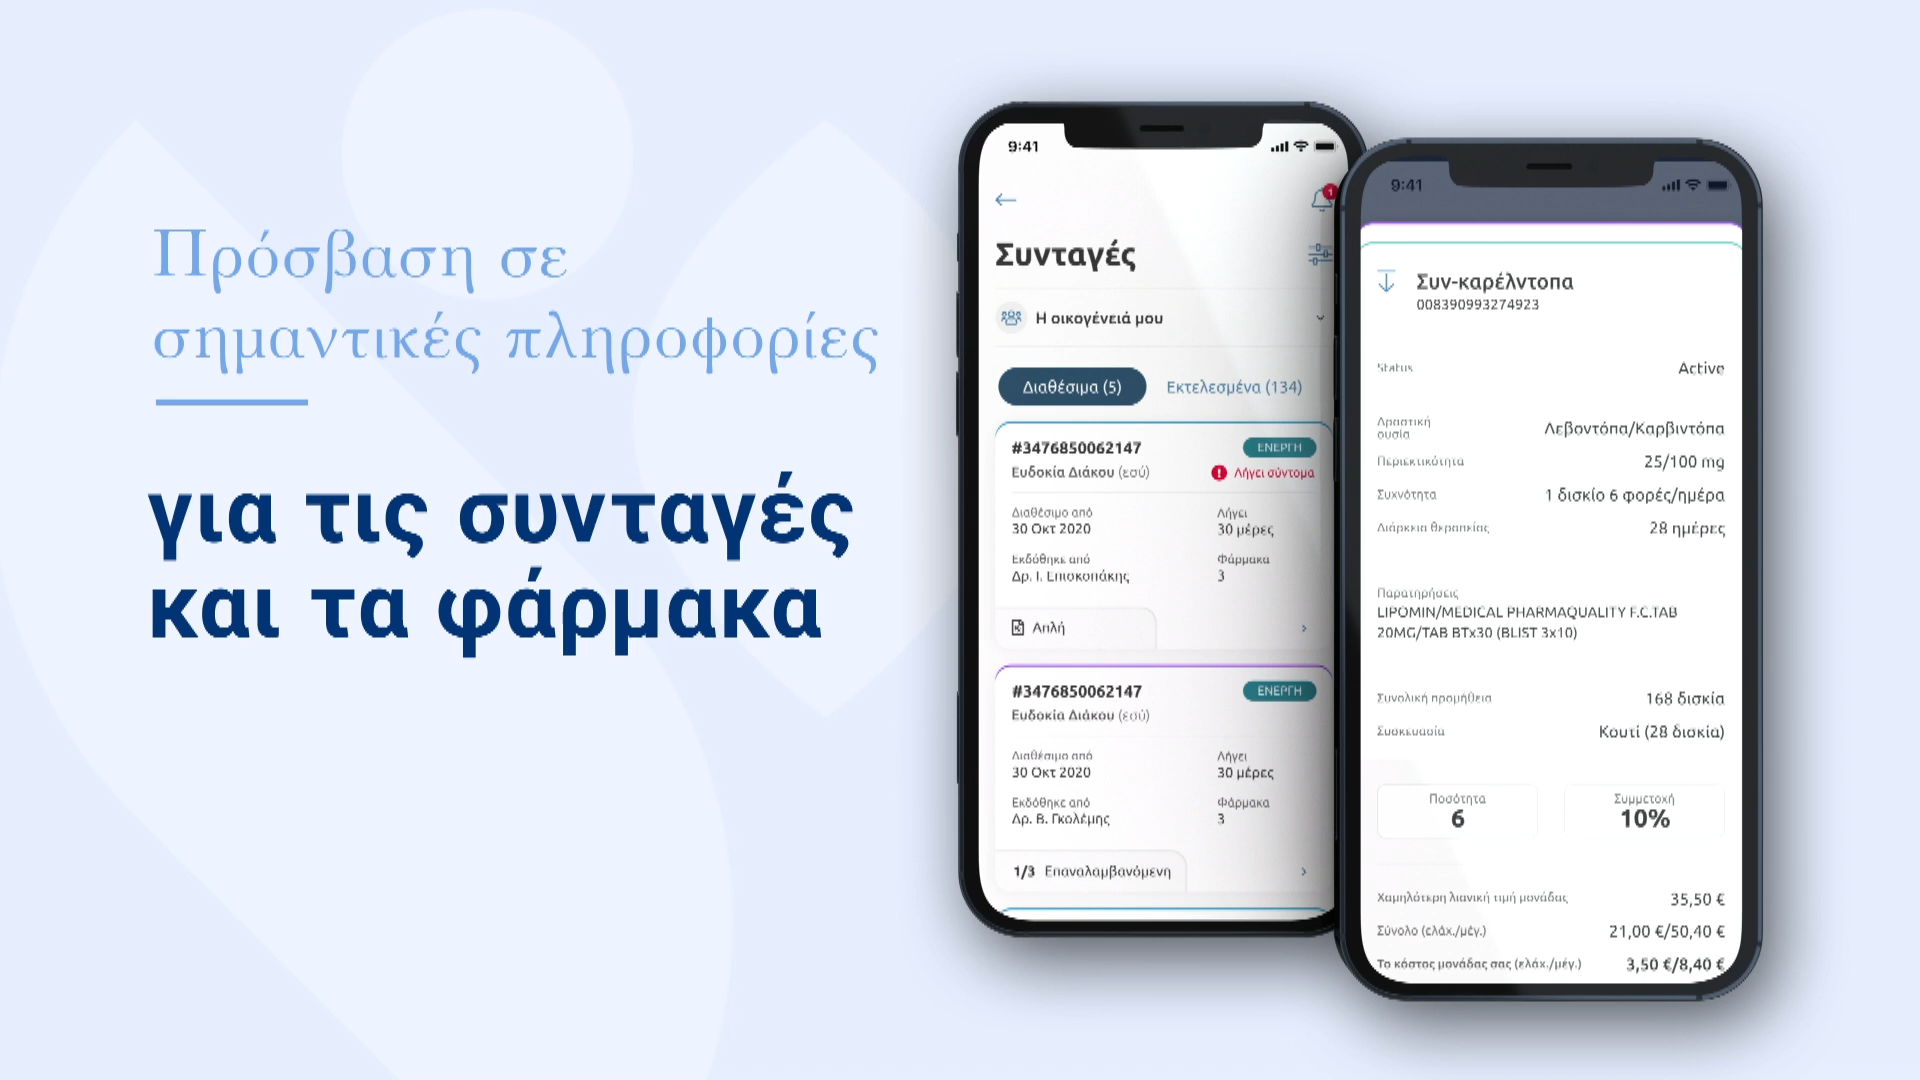 Πρόσβαση σε
σημαντικές πληροφορίες
για τις συνταγές
και τα φάρμακα
9:41
1
Συνταγές
Η οικογένειά μου
Διαθέσιμα (5) Εκτελεσμένα (134)
#3476850062147 ΕΝΕΡΓΗ
Ευδοκία Διάκου (εσύ) Λήγει σύντομα
Διαθέσιμο από Λήγει
30 Οκτ 2020 30 μέρες
Εκδόθηκε από Φάρμακα
Δρ. Ι. Επισκοπάκης 3
Απλή
#3476850062147 ΕΝΕΡΓΗ
Ευδοκία Διάκου (εσύ)
Διαθέσιμο από Λήγει
30 Οκτ 2020 30 μέρες
Εκδόθηκε από Φάρμακα
Δρ. Β. Γκολέμης 3
1/3 Επαναλαμβανόμενη
9:41
Συν-καρέλντοπα
008390993274923
Status Active
Δραστική
ουσία Λεβοντόπα/Καρβιντόπα
Περιεκτικότητα 25/100 mg
Συχνότητα 1 δισκίο 6 φορές/ημέρα
Διάρκεια θεραπείας 28 ημέρες
Παρατηρήσεις
LIPOMIN/MEDICAL PHARMAQUALITY F.C.TAB
20MG/TAB BTx30 (BLIST 3x10)
Συνολική προμήθεια 168 δισκία
Συσκευασία Κουτί (28 δισκία)
Ποσότητα Συμμετοχή
6 10%
Χαμηλότερη λιανική τιμή μονάδας 35,50 €
Σύνολο (ελάχ./μέγ.) 21,00 €/50,40 €
Το κόστος μονάδας σας (ελάχ./μέγ.) 3,50 €/8,40 €